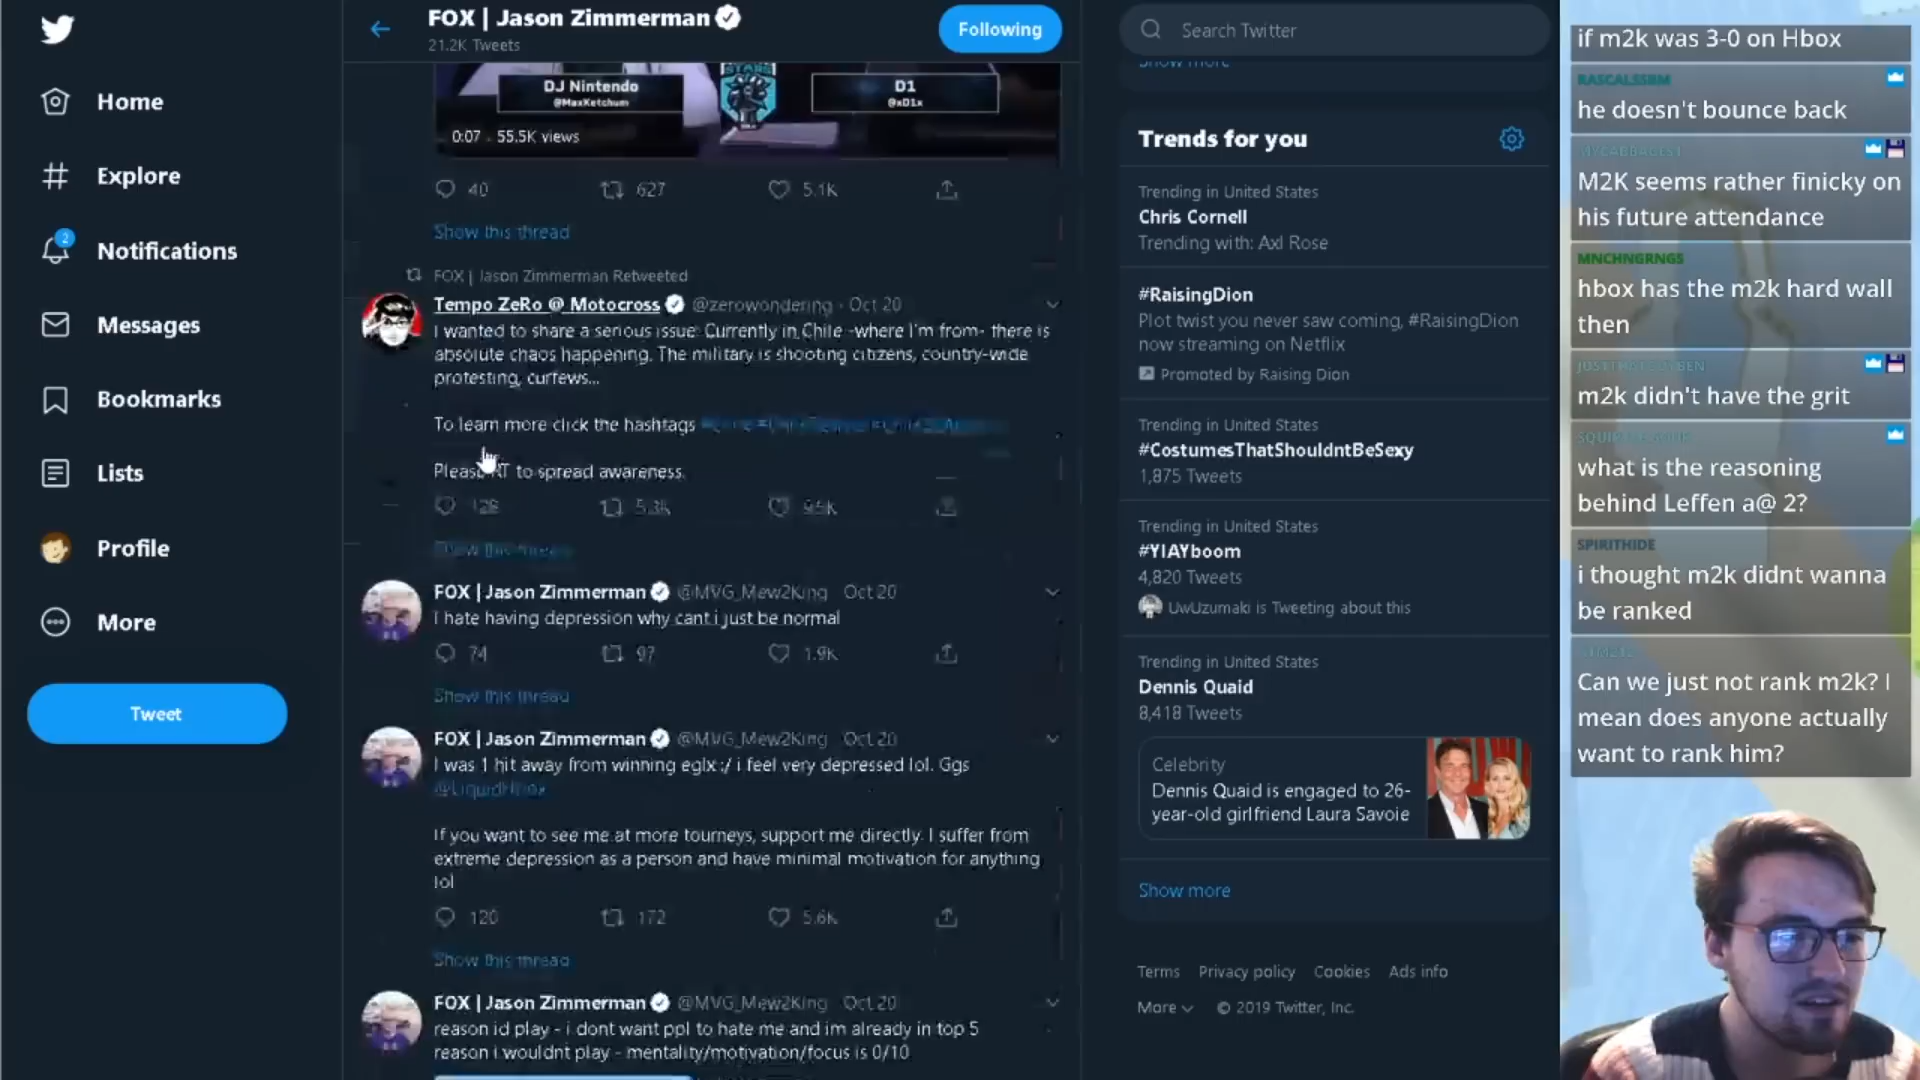 Home
Explore
2
Notifications
Messages
Bookmarks
Lists
Profile
More
Tweet
FOX | Jason Zimmerman
21.2K Tweets
Following
DJ Nintendo
@MaxKetchum
D1
@xD1x
0:07 · 55.5K views
40
627
5.1K
Show this thread
FOX | Jason Zimmerman Retweeted
Tempo ZeRo @ Motocross @zerowondering · Oct 20
I wanted to share a serious issue. Currently in Chile -where I'm from- there is
absolute chaos happening. The military is shooting citizens, country-wide
protesting, curfews...
To learn more click the hashtags
Please RT to spread awareness.
128
5.3K
9.5K
Show this thread
FOX | Jason Zimmerman @MVG_Mew2King Oct 20
I hate having depression why cant i just be normal
74
97
1.9K
Show this thread
FOX | Jason Zimmerman @MVG_Mew2King Oct 20
I was 1 hit away from winning eglx :/ i feel very depressed lol. Ggs
@LiquidHbox
If you want to see me at more tourneys, support me directly. I suffer from
extreme depression as a person and have minimal motivation for anything
lol
120
172
5.6K
Show this thread
FOX | Jason Zimmerman @MVG_Mew2King Oct 20
reason id play - i dont want ppl to hate me and im already in top 5
reason i wouldnt play - mentality/motivation/focus is 0/10
Search Twitter
Show more
Trends for you
Trending in United States
Chris Cornell
Trending with: Axl Rose
#RaisingDion
Plot twist you never saw coming, #RaisingDion
now streaming on Netflix
Promoted by Raising Dion
Trending in United States
#CostumesThatShouldntBeSexy
1,875 Tweets
Trending in United States
#YIAYboom
4,820 Tweets
UwUzumaki is Tweeting about this
Trending in United States
Dennis Quaid
8,418 Tweets
Celebrity
Dennis Quaid is engaged to 26-
year-old girlfriend Laura Savoie
Show more
Terms Privacy policy Cookies Ads info
More © 2019 Twitter, Inc.
if m2k was 3-0 on Hbox
RASCALSSBM
he doesn't bounce back
M2K seems rather finicky on
his future attendance
MNCHNGRNGS
hbox has the m2k hard wall
then
JUSTTHATGUYBEN
m2k didn't have the grit
what is the reasoning
behind Leffen a@ 2?
SPIRITHIDE
i thought m2k didnt wanna
be ranked
Can we just not rank m2k? I
mean does anyone actually
want to rank him?